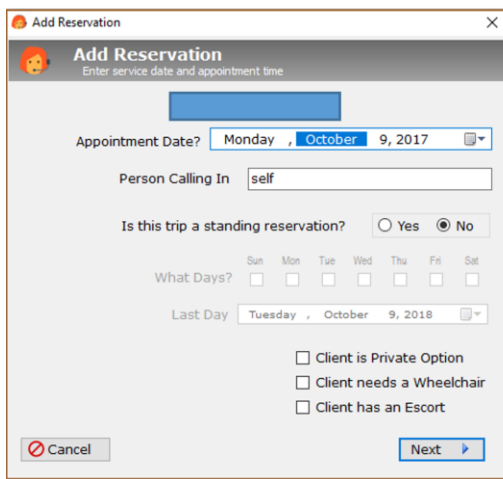 Add Reservation
Add Reservation
Enter service date and appointment time
Appointment Date? Monday , October 9, 2017
Person Calling In self
Is this trip a standing reservation? Yes No
Sun Mon Tue Wed Thu Fri Sat
What Days?
Last Day Tuesday , October 9, 2018
Client is Private Option
Client needs a Wheelchair
Client has an Escort
Cancel Next